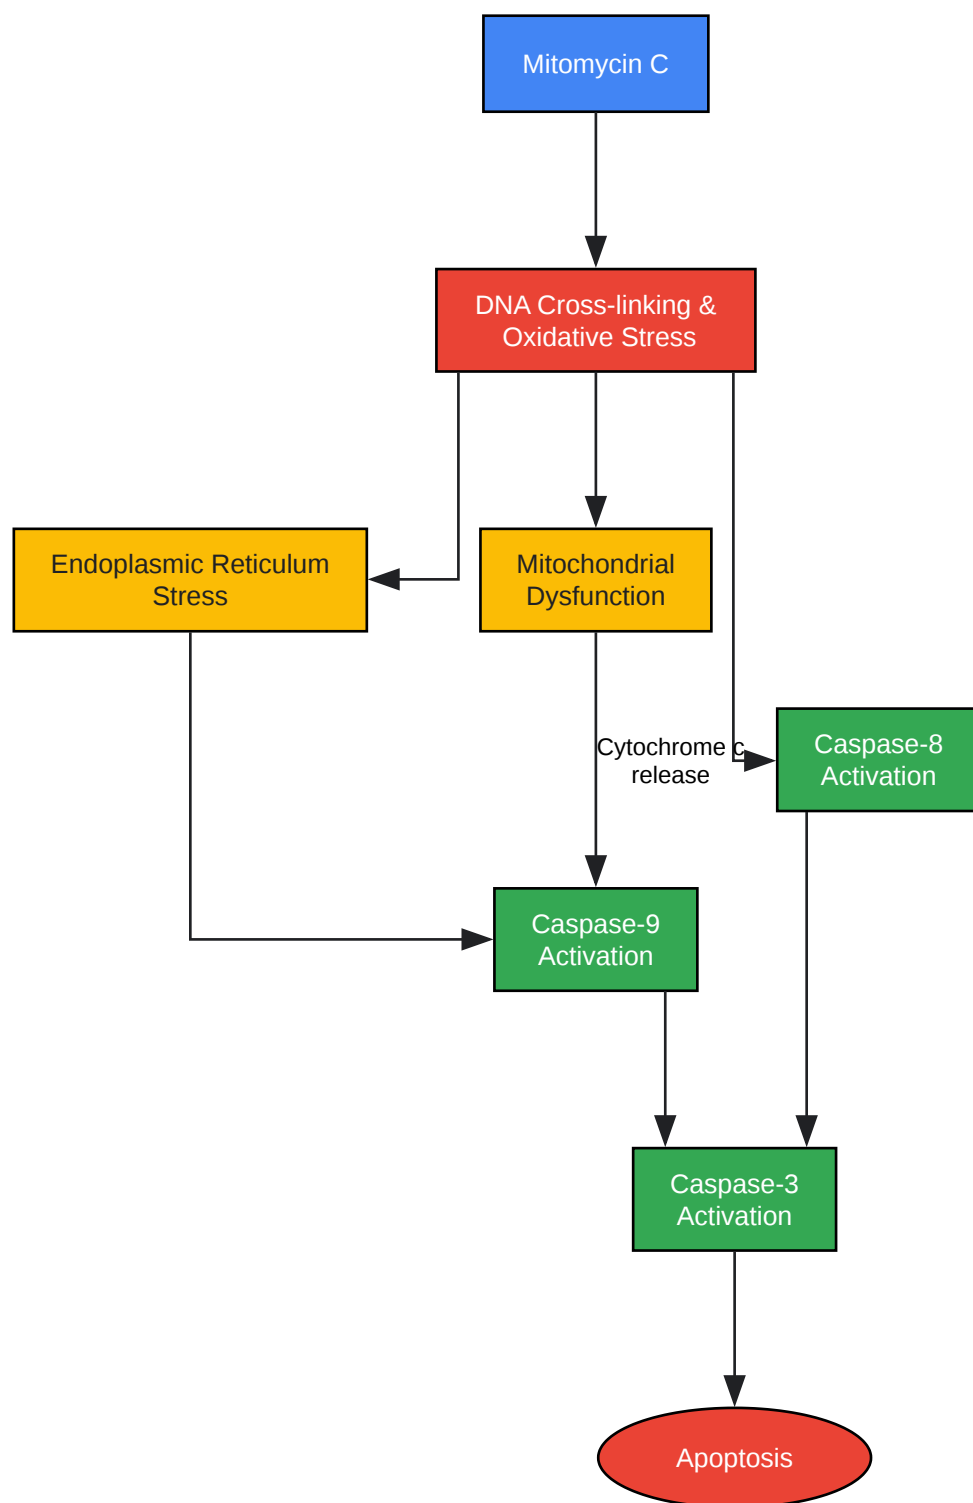 Mitomycin C
DNA Cross-linking &
Oxidative Stress
Endoplasmic Reticulum
Stress
Mitochondrial
Dysfunction
Cytochrome c
release
Caspase-8
Activation
Caspase-9
Activation
Caspase-3
Activation
Apoptosis